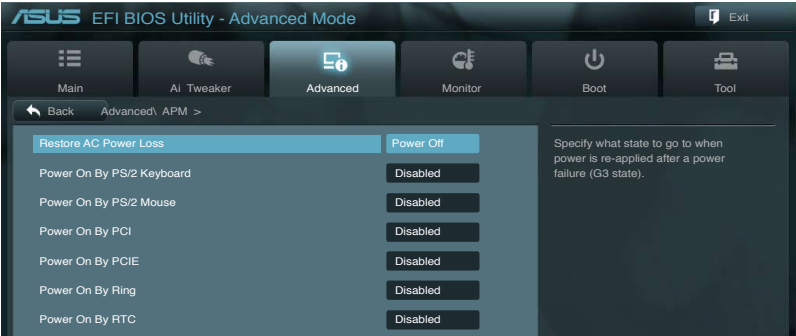 ASUS EFI BIOS Utility - Advanced Mode
Exit
Main
Ai Tweaker
Advanced
Monitor
Boot
Tool
Back Advanced\ APM >
Restore AC Power Loss Power Off
Power On By PS/2 Keyboard Disabled
Power On By PS/2 Mouse Disabled
Power On By PCI Disabled
Power On By PCIE Disabled
Power On By Ring Disabled
Power On By RTC Disabled
Specify what state to go to when
power is re-applied after a power
failure (G3 state).